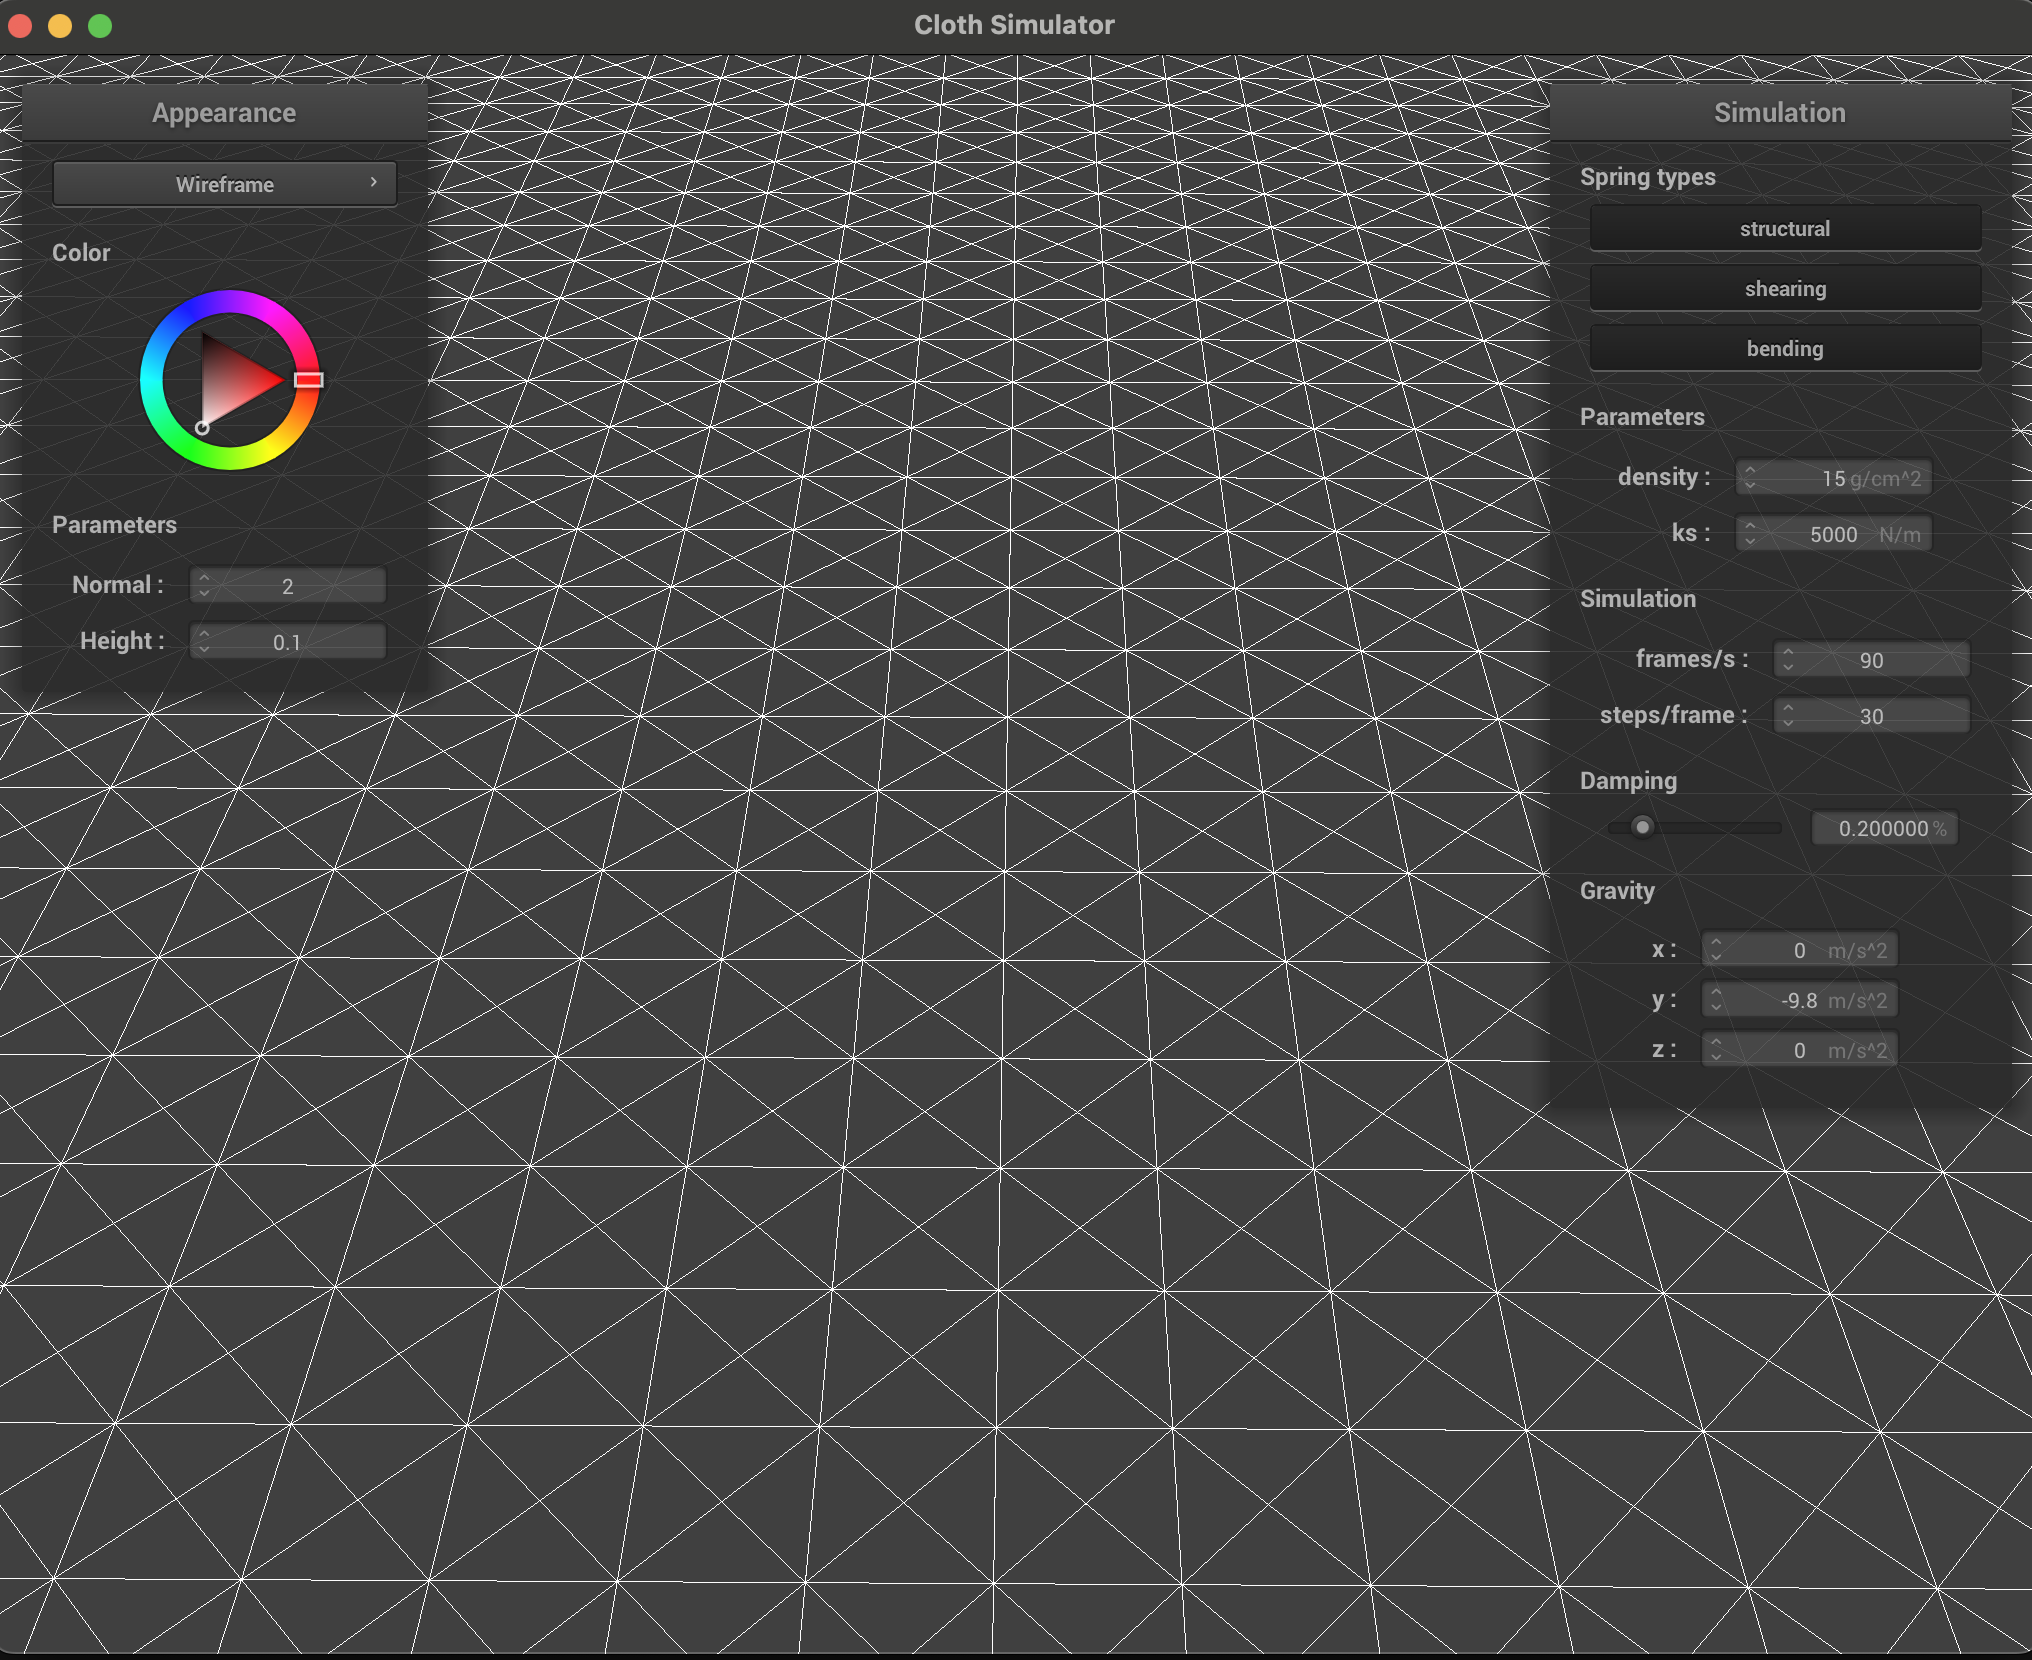 Cloth Simulator
Appearance
Wireframe
Color
Parameters
Normal : 2
Height : 0.1
Simulation
Spring types
structural
shearing
bending
Parameters
density : 15 g/cm^2
ks : 5000 N/m
Simulation
frames/s : 90
steps/frame : 30
Damping
0.200000 %
Gravity
x : 0 m/s^2
y : -9.8 m/s^2
z : 0 m/s^2